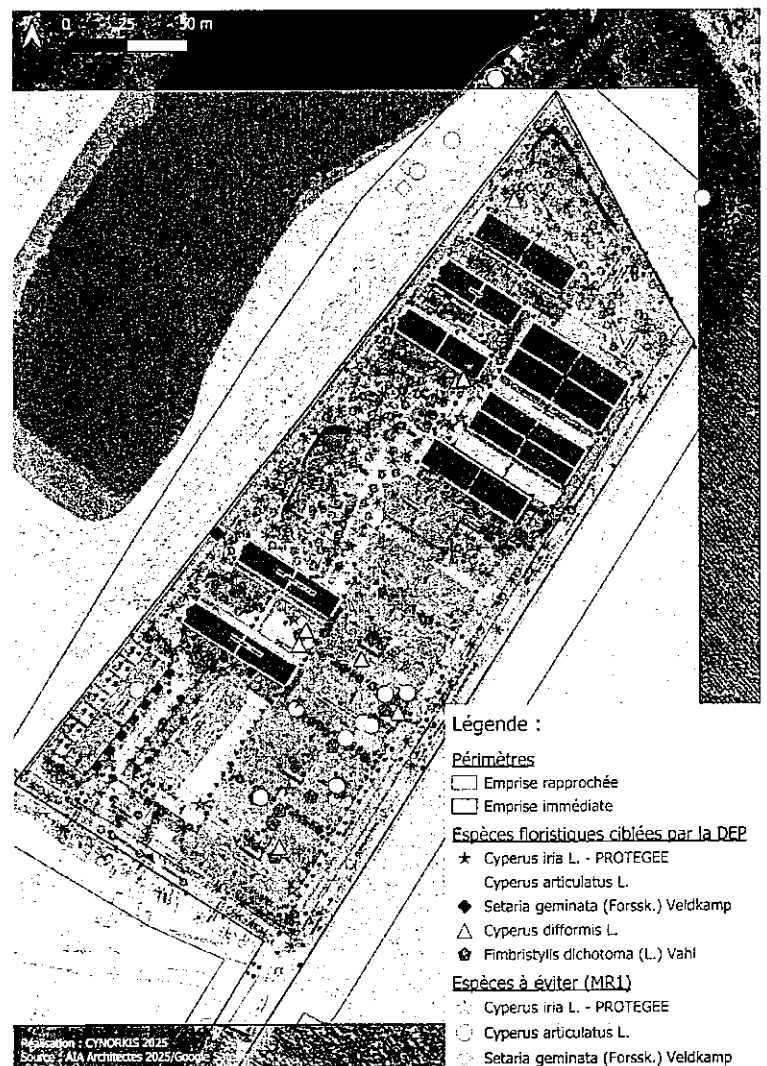 0 25 50 m
Légende :
Périmètres
Emprise rapprochée
Emprise immédiate
Espèces floristiques ciblées par la DEP
Cyperus iria L. - PROTEGEE
Cyperus articulatus L.
Setaria geminata (Forssk.) Veldkamp
Cyperus difformis L.
Fimbristylis dichotoma (L.) Vahl
Espèces à éviter (MR1)
Cyperus iria L. - PROTEGEE
Cyperus articulatus L.
Setaria geminata (Forssk.) Veldkamp
Réalisation : CYNORKIS 2025
Source : AIA Architectes 2025/Google